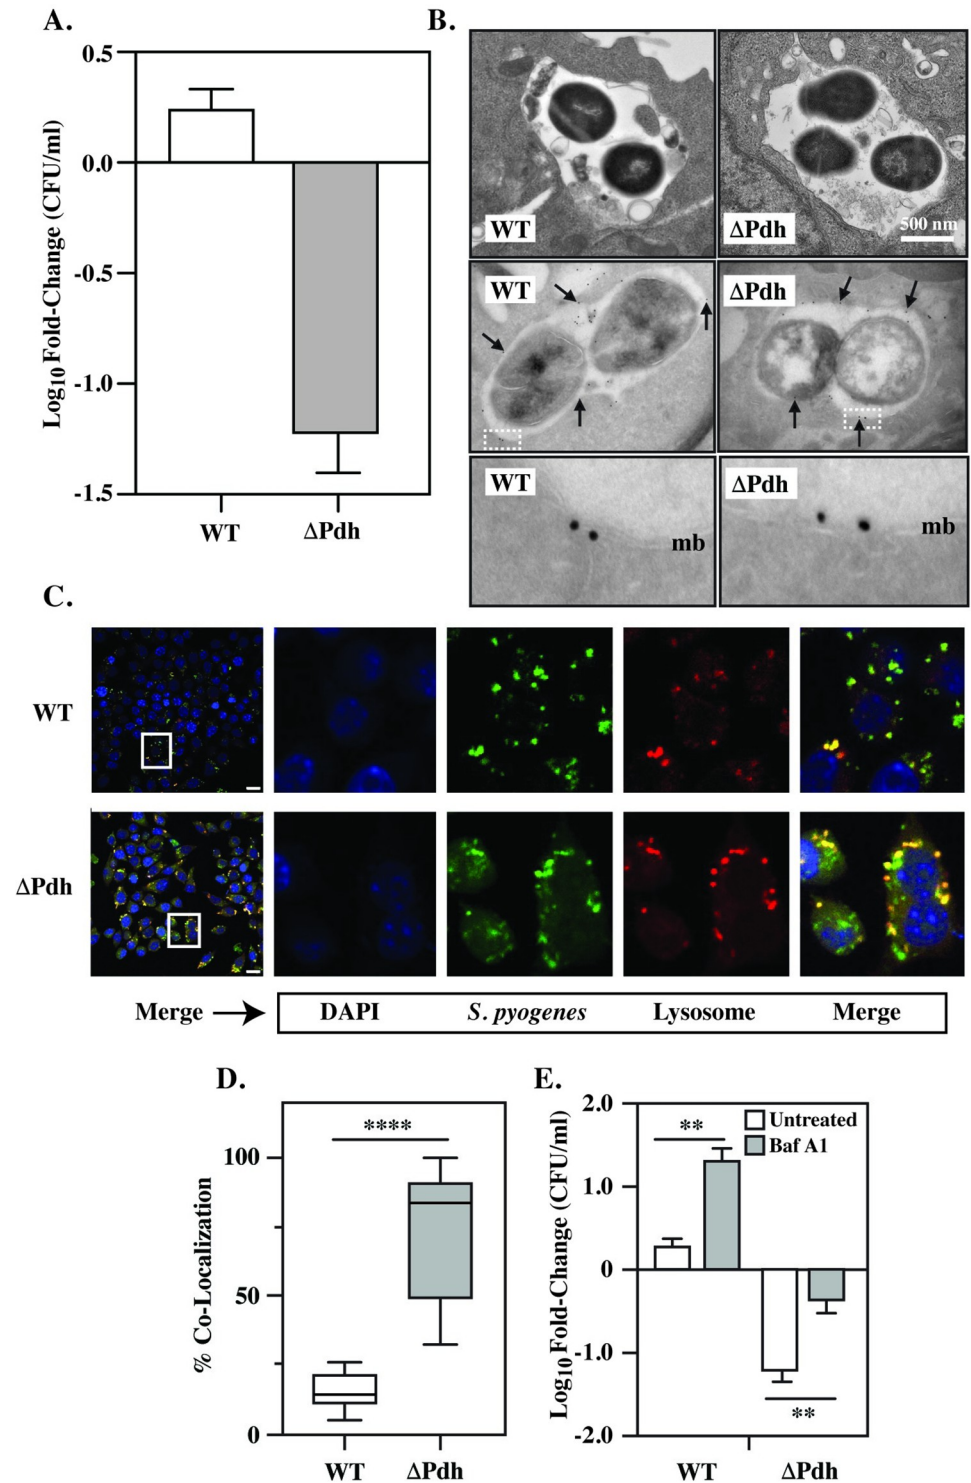 A.
0.5
0.0
-0.5
-1.0
-1.5
Log10 Fold-Change (CFU/ml)
WT
ΔPdh
B.
WT
ΔPdh
500 nm
WT
ΔPdh
WT
mb
ΔPdh
mb
C.
WT
ΔPdh
Merge
DAPI
S. pyogenes
Lysosome
Merge
D.
% Co-Localization
100
50
0
****
WT
ΔPdh
E.
Log10 Fold-Change (CFU/ml)
2.0
1.0
0
-1.0
-2.0
**
Untreated
Baf A1
**
WT
ΔPdh